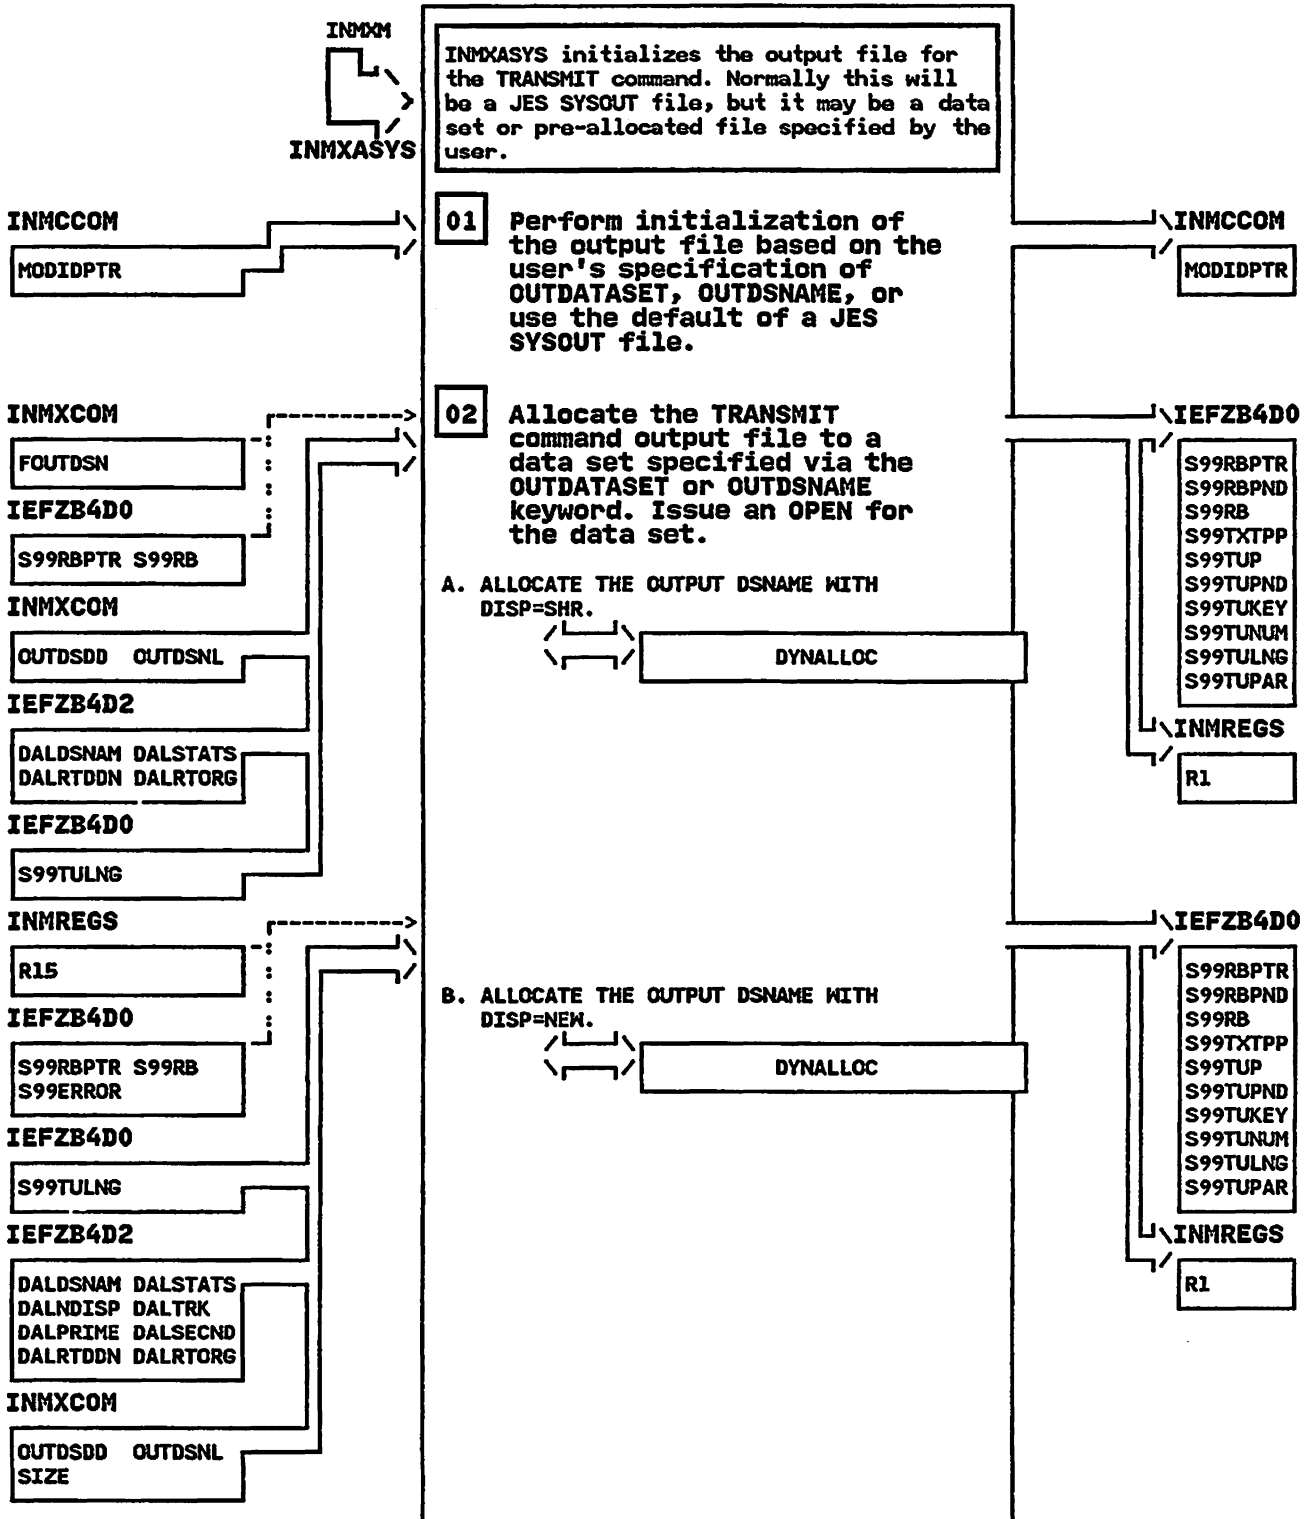 INMXM
INMXASYS
INMXASYS initializes the output file for
the TRANSMIT command. Normally this will
be a JES SYSOUT file, but it may be a data
set or pre-allocated file specified by the
user.
INMCCOM
MODIDPTR
01
Perform initialization of
the output file based on the
user's specification of
OUTDATASET, OUTDSNAME, or
use the default of a JES
SYSOUT file.
INMCCOM
MODIDPTR
INMXCOM
FOUTDSN
IEFZB4D0
S99RBPTR S99RB
INMXCOM
OUTDSDD OUTDSNL
IEFZB4D2
DALDSNAM DALSTATS
DALRTDDN DALRTORG
IEFZB4D0
S99TULNG
02
Allocate the TRANSMIT
command output file to a
data set specified via the
OUTDATASET or OUTDSNAME
keyword. Issue an OPEN for
the data set.
A. ALLOCATE THE OUTPUT DSNAME WITH
DISP=SHR.
DYNALLOC
IEFZB4D0
S99RBPTR
S99RBPND
S99RB
S99TXTPP
S99TUP
S99TUPND
S99TUKEY
S99TUNUM
S99TULNG
S99TUPAR
INMREGS
R1
INMREGS
R15
IEFZB4D0
S99RBPTR S99RB
S99ERROR
IEFZB4D0
S99TULNG
IEFZB4D2
DALDSNAM DALSTATS
DALNDISP DALTRK
DALPRIME DALSECND
DALRTDDN DALRTORG
INMXCOM
OUTDSDD OUTDSNL
SIZE
B. ALLOCATE THE OUTPUT DSNAME WITH
DISP=NEW.
DYNALLOC
IEFZB4D0
S99RBPTR
S99RBPND
S99RB
S99TXTPP
S99TUP
S99TUPND
S99TUKEY
S99TUNUM
S99TULNG
S99TUPAR
INMREGS
R1